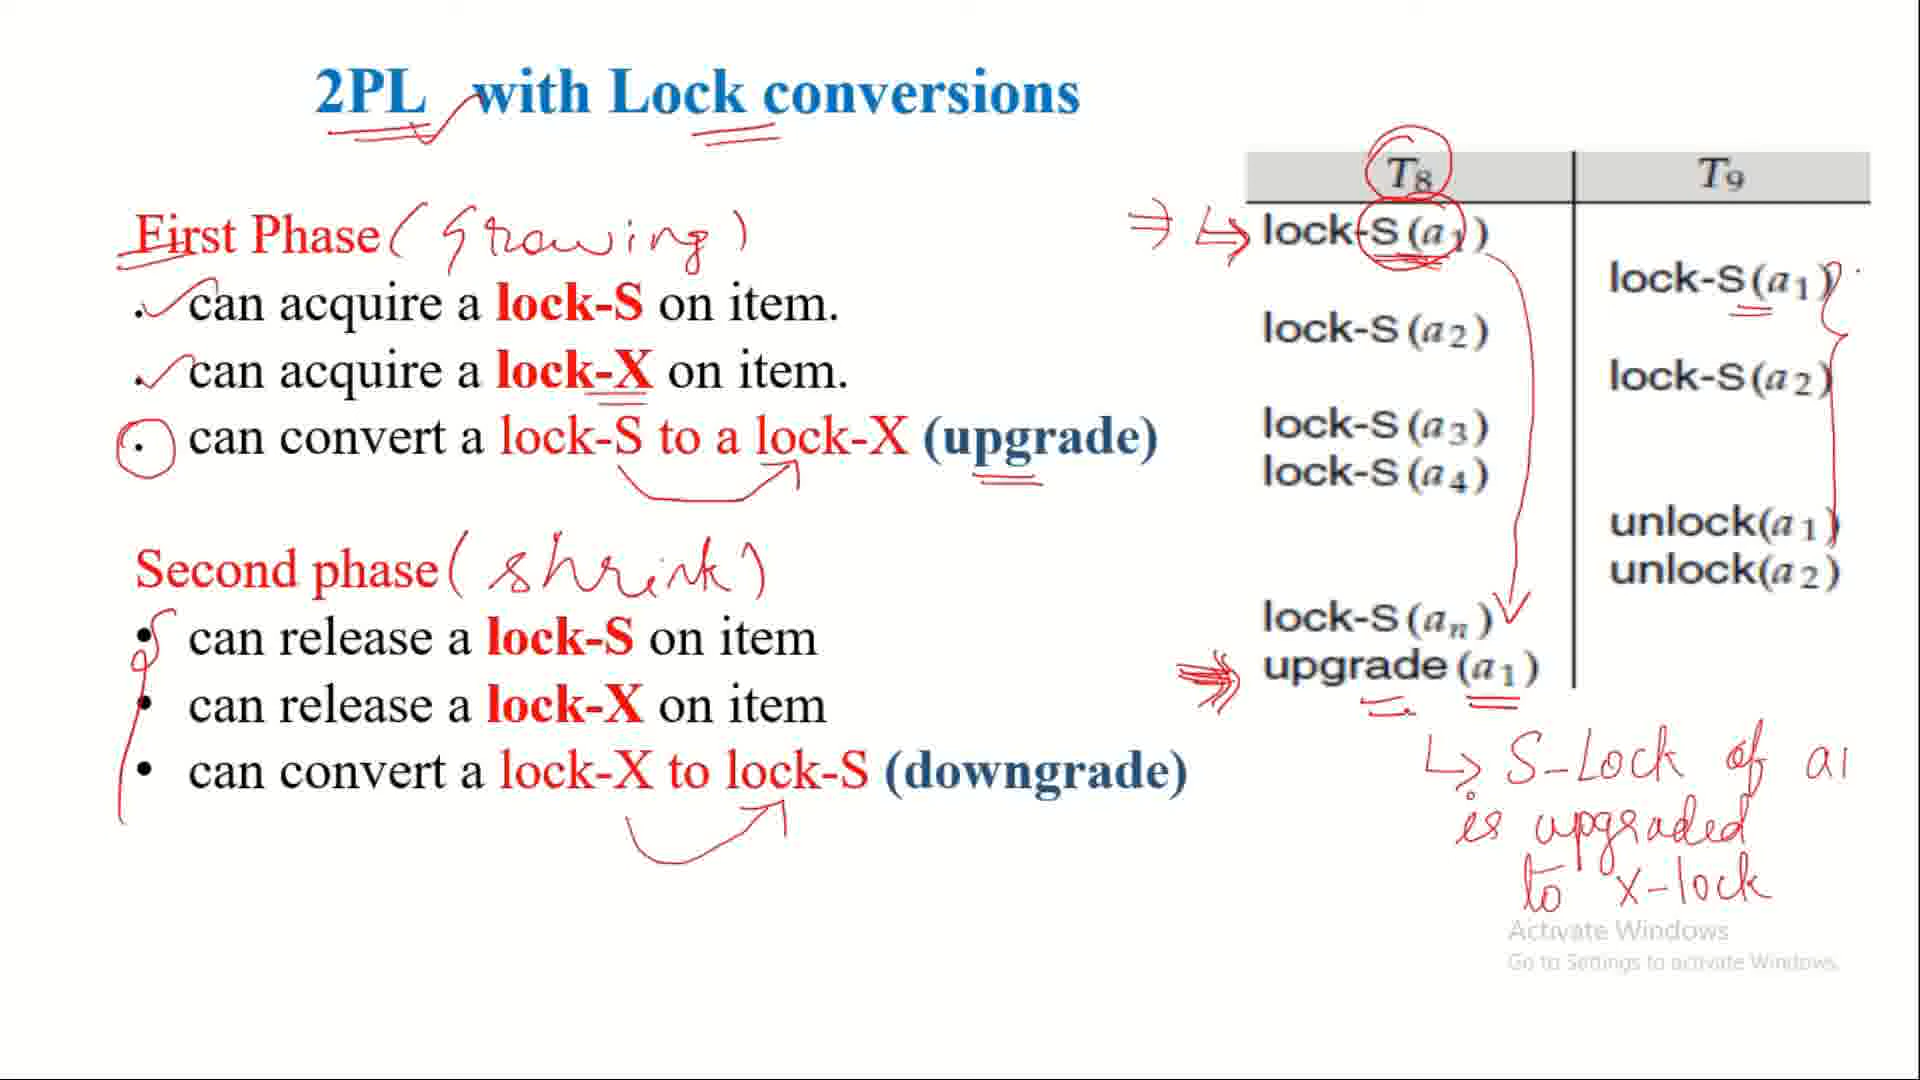 2PL with Lock conversions
First Phase (Growing)
. can acquire a lock-S on item.
. can acquire a lock-X on item.
. can convert a lock-S to a lock-X (upgrade)
Second phase (shrink)
• can release a lock-S on item
• can release a lock-X on item
• can convert a lock-X to lock-S (downgrade)
T8 T9
lock-S(a1)
lock-S(a1)
lock-S(a2)
lock-S(a2)
lock-S(a3)
lock-S(a4)
unlock(a1)
unlock(a2)
lock-S(an)
upgrade(a1)
↳ S-Lock of a1
is upgraded
to X-lock
Activate Windows
Go to Settings to activate Windows.